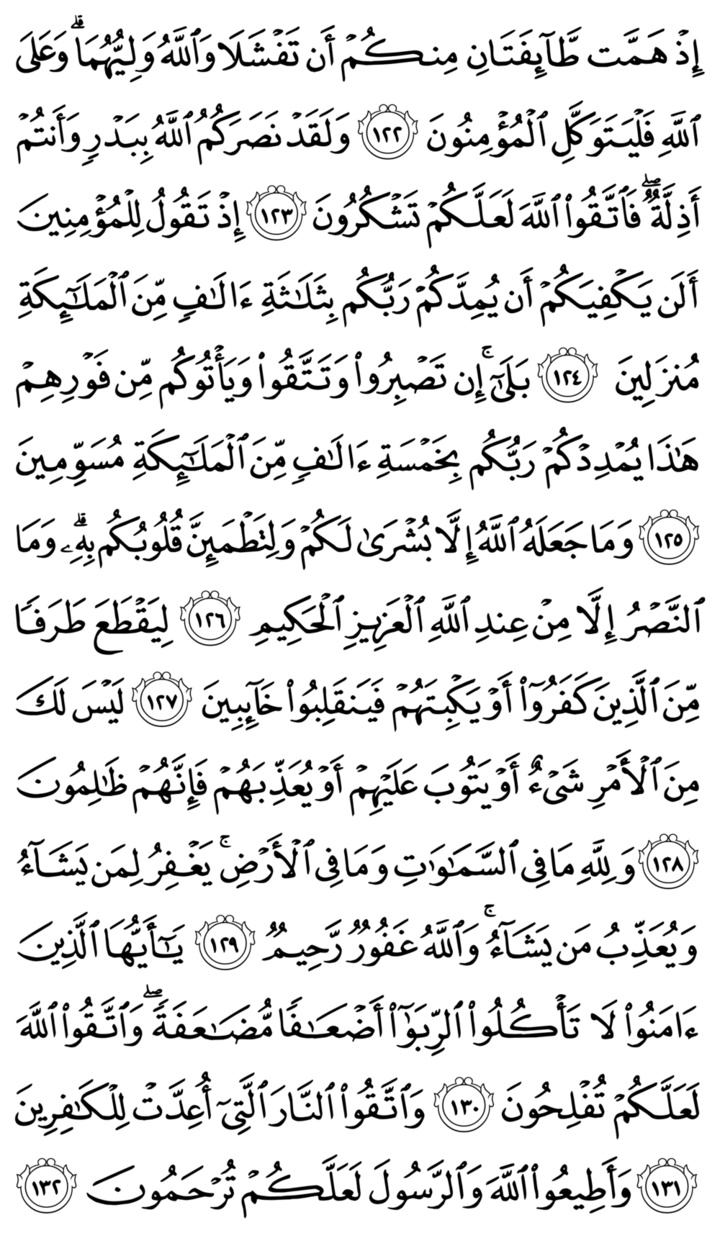 إِذۡ هَمَّت طَّآئِفَتَانِ مِنكُمۡ أَن تَفۡشَلَا وَٱللَّهُ وَلِيُّهُمَاۗ وَعَلَى
ٱللَّهِ فَلۡيَتَوَكَّلِ ٱلۡمُؤۡمِنُونَ ١٢٢ وَلَقَدۡ نَصَرَكُمُ ٱللَّهُ بِبَدۡرٖ وَأَنتُمۡ
أَذِلَّةٞۖ فَٱتَّقُواْ ٱللَّهَ لَعَلَّكُمۡ تَشۡكُرُونَ ١٢٣ إِذۡ تَقُولُ لِلۡمُؤۡمِنِينَ
أَلَن يَكۡفِيَكُمۡ أَن يُمِدَّكُمۡ رَبُّكُم بِثَلَٰثَةِ ءَالَٰفٖ مِّنَ ٱلۡمَلَٰٓئِكَةِ
مُنزَلِينَ ١٢٤ بَلَىٰٓۚ إِن تَصۡبِرُواْ وَتَتَّقُواْ وَيَأۡتُوكُم مِّن فَوۡرِهِمۡ
هَٰذَا يُمۡدِدۡكُمۡ رَبُّكُم بِخَمۡسَةِ ءَالَٰفٖ مِّنَ ٱلۡمَلَٰٓئِكَةِ مُسَوِّمِينَ
١٢٥ وَمَا جَعَلَهُ ٱللَّهُ إِلَّا بُشۡرَىٰ لَكُمۡ وَلِتَطۡمَئِنَّ قُلُوبُكُم بِهِۦۗ وَمَا
ٱلنَّصۡرُ إِلَّا مِنۡ عِندِ ٱللَّهِ ٱلۡعَزِيزِ ٱلۡحَكِيمِ ١٢٦ لِيَقۡطَعَ طَرَفٗا
مِّنَ ٱلَّذِينَ كَفَرُوٓاْ أَوۡ يَكۡبِتَهُمۡ فَيَنقَلِبُواْ خَآئِبِينَ ١٢٧ لَيۡسَ لَكَ
مِنَ ٱلۡأَمۡرِ شَيۡءٌ أَوۡ يَتُوبَ عَلَيۡهِمۡ أَوۡ يُعَذِّبَهُمۡ فَإِنَّهُمۡ ظَٰلِمُونَ
١٢٨ وَلِلَّهِ مَا فِي ٱلسَّمَٰوَٰتِ وَمَا فِي ٱلۡأَرۡضِۚ يَغۡفِرُ لِمَن يَشَآءُ
وَيُعَذِّبُ مَن يَشَآءُۚ وَٱللَّهُ غَفُورٞ رَّحِيمٞ ١٢٩ يَٰٓأَيُّهَا ٱلَّذِينَ
ءَامَنُواْ لَا تَأۡكُلُواْ ٱلرِّبَوٰٓاْ أَضۡعَٰفٗا مُّضَٰعَفَةٗۖ وَٱتَّقُواْ ٱللَّهَ
لَعَلَّكُمۡ تُفۡلِحُونَ ١٣٠ وَٱتَّقُواْ ٱلنَّارَ ٱلَّتِيٓ أُعِدَّتۡ لِلۡكَٰفِرِينَ
١٣١ وَأَطِيعُواْ ٱللَّهَ وَٱلرَّسُولَ لَعَلَّكُمۡ تُرۡحَمُونَ ١٣٢